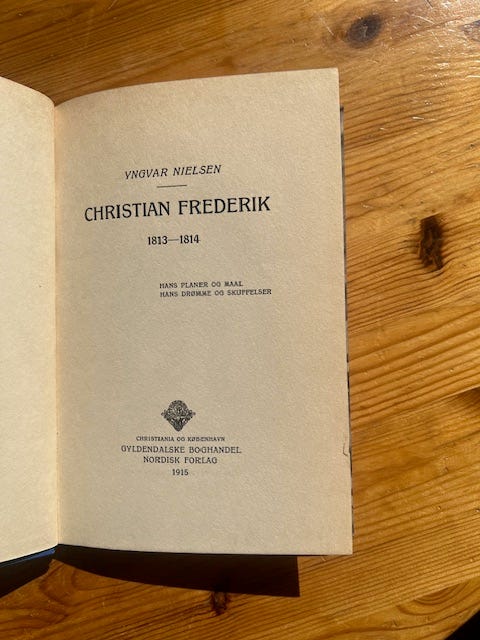 YNGVAR NIELSEN
CHRISTIAN FREDERIK
1813—1814
HANS PLANER OG MAAL
HANS DRØMME OG SKUFFELSER
CHRISTIANIA OG KØBENHAVN
GYLDENDALSKE BOGHANDEL
NORDISK FORLAG
1915